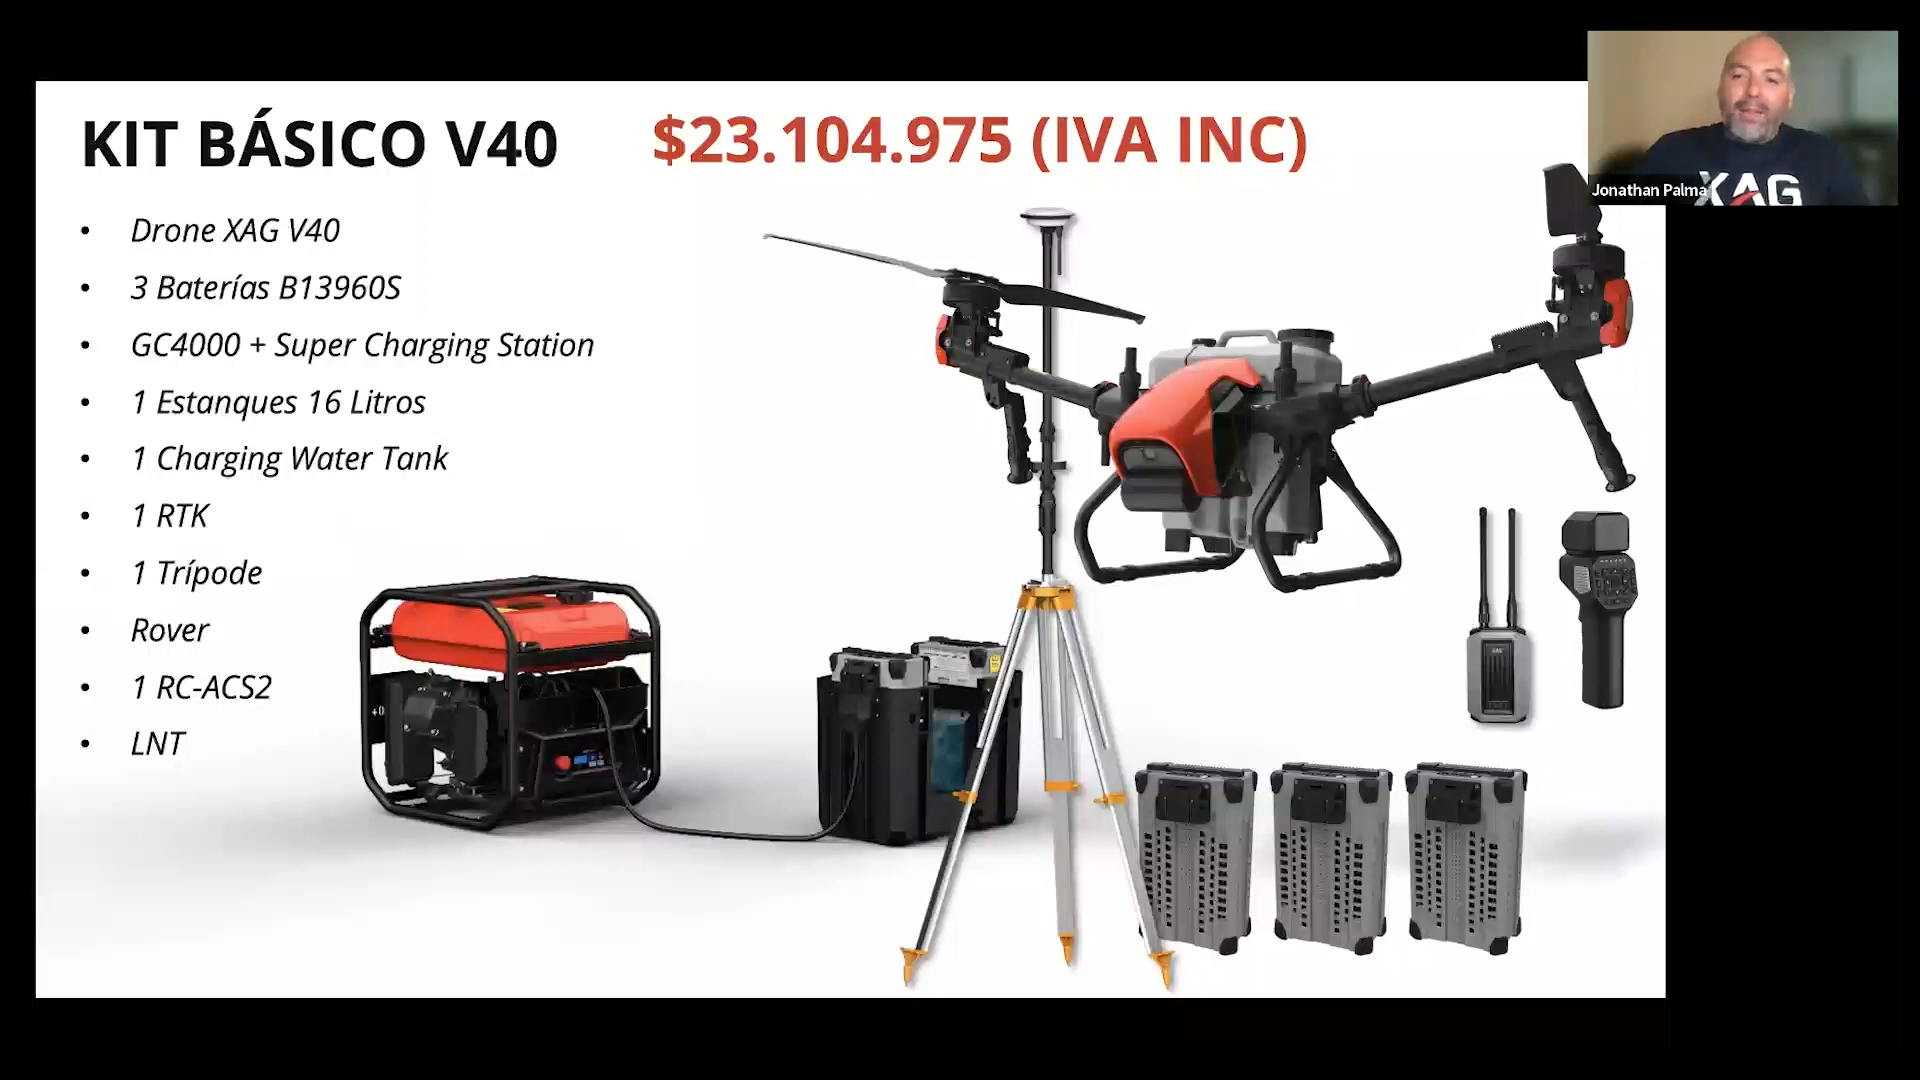 KIT BÁSICO V40
$23.104.975 (IVA INC)
• Drone XAG V40
• 3 Baterías B13960S
• GC4000 + Super Charging Station
• 1 Estanques 16 Litros
• 1 Charging Water Tank
• 1 RTK
• 1 Trípode
• Rover
• 1 RC-ACS2
• LNT
Jonathan Palma
XAG